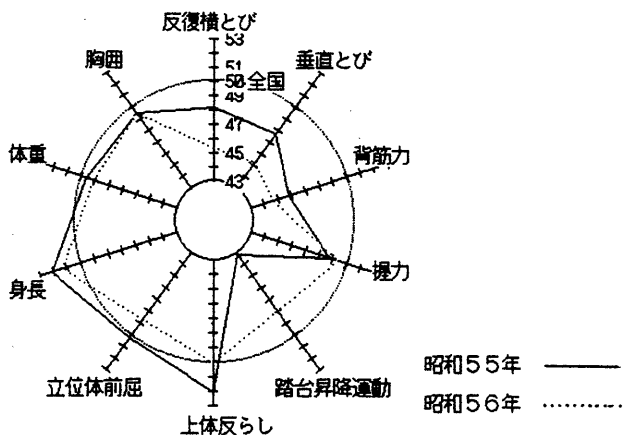 反復横とび
53
51
50 全国
49
47
45
43
垂直とび
背筋力
握力
踏台昇降運動
上体反らし
立位体前屈
身長
体重
胸囲
昭和55年
昭和56年